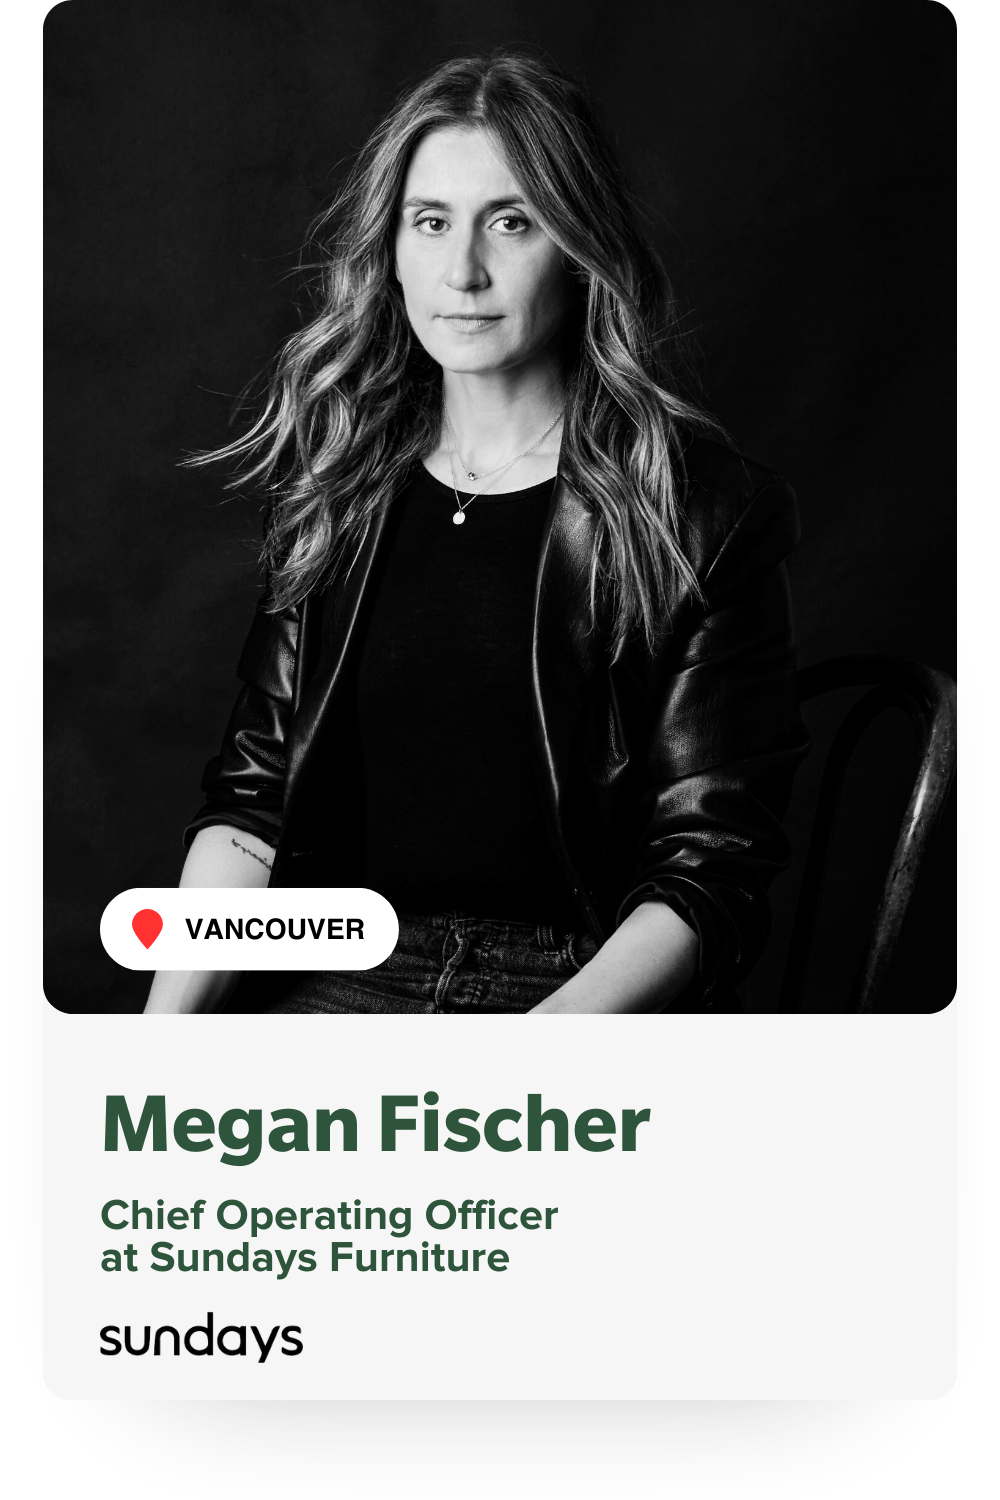 VANCOUVER
Megan Fischer
Chief Operating Officer
at Sundays Furniture
sundays